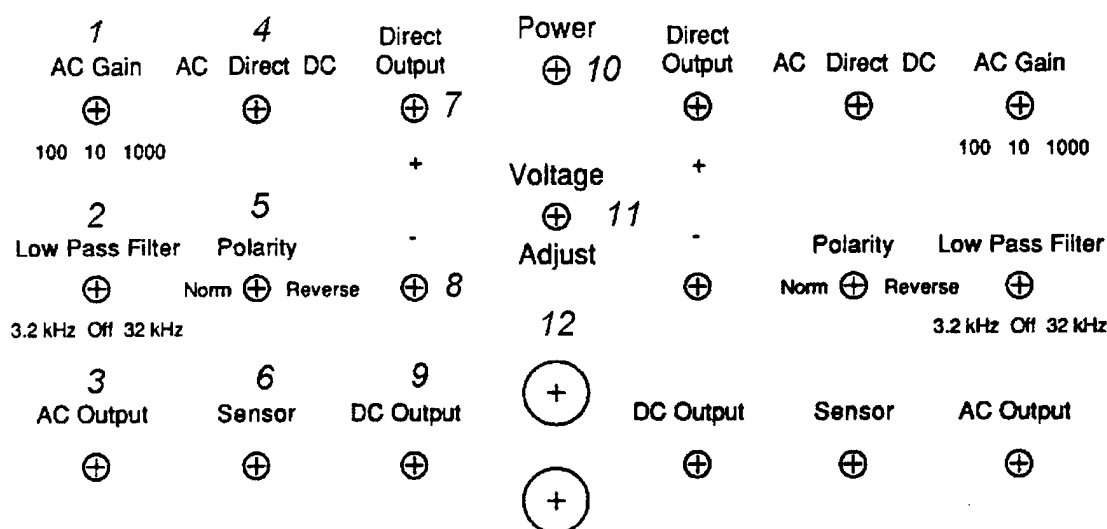 1 4 Direct Power Direct
AC Gain AC Direct DC Output 10 Output AC Direct DC AC Gain
7
100 10 1000 + + 100 10 1000
Voltage
2 5 11
Low Pass Filter Polarity - Adjust - Polarity Low Pass Filter
Norm Reverse 8 Norm Reverse
3.2 kHz Off 32 kHz 12 3.2 kHz Off 32 kHz
3 6 9
AC Output Sensor DC Output + DC Output Sensor AC Output
+